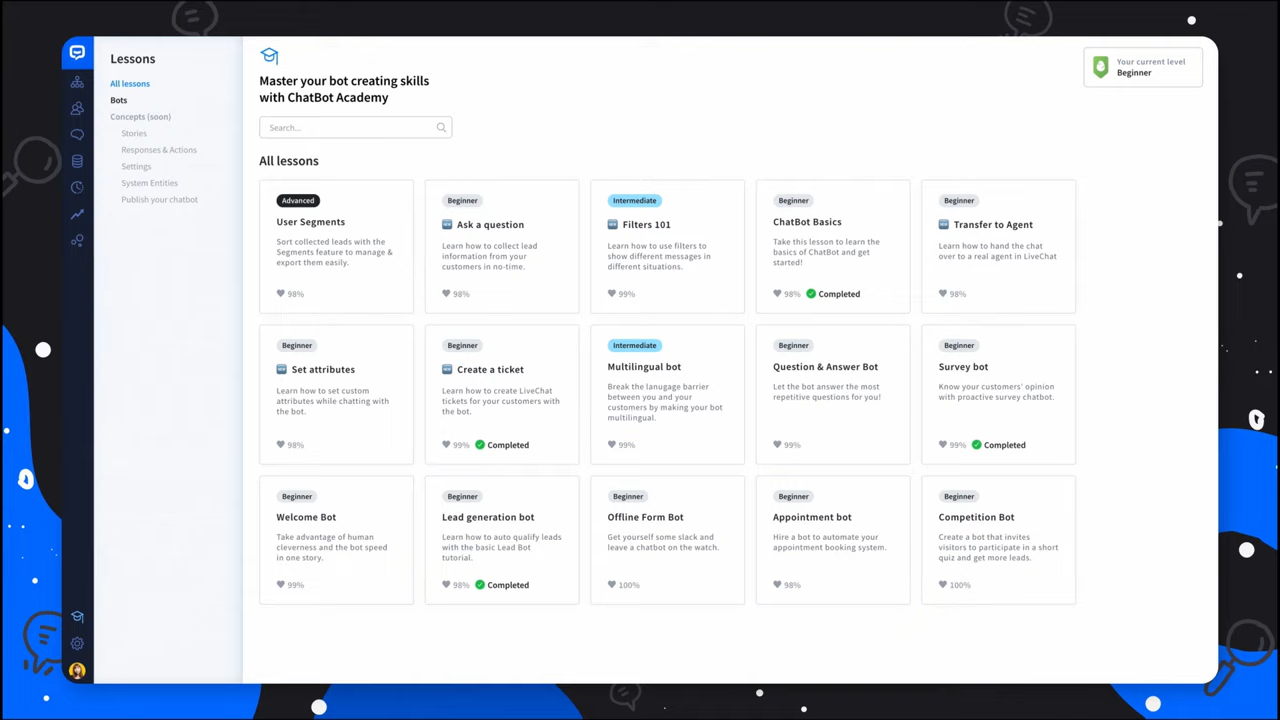 Lessons
All lessons
Bots
Concepts (soon)
Stories
Responses & Actions
Settings
System Entities
Publish your chatbot
Master your bot creating skills
with ChatBot Academy
Your current level
Beginner
Search...
All lessons
Advanced
User Segments
Sort collected leads with the
Segments feature to manage &
export them easily.
98%
Beginner
Ask a question
Learn how to collect lead
information from your
customers in no-time.
98%
Intermediate
Filters 101
Learn how to use filters to
show different messages in
different situations.
99%
Beginner
ChatBot Basics
Take this lesson to learn the
basics of ChatBot and get
started!
98% Completed
Beginner
Transfer to Agent
Learn how to hand the chat
over to a real agent in LiveChat
98%
Beginner
Set attributes
Learn how to set custom
attributes while chatting with
the bot.
98%
Beginner
Create a ticket
Learn how to create LiveChat
tickets for your customers with
the bot.
99% Completed
Intermediate
Multilingual bot
Break the lanugage barrier
between you and your
customers by making your bot
multilingual.
99%
Beginner
Question & Answer Bot
Let the bot answer the most
repetitive questions for you!
99%
Beginner
Survey bot
Know your customers' opinion
with proactive survey chatbot.
99% Completed
Beginner
Welcome Bot
Take advantage of human
cleverness and the bot speed
in one story.
99%
Beginner
Lead generation bot
Learn how to auto qualify leads
with the basic Lead Bot
tutorial.
98% Completed
Beginner
Offline Form Bot
Get yourself some slack and
leave a chatbot on the watch.
100%
Beginner
Appointment bot
Hire a bot to automate your
appointment booking system.
98%
Beginner
Competition Bot
Create a bot that invites
visitors to participate in a short
quiz and get more leads.
100%